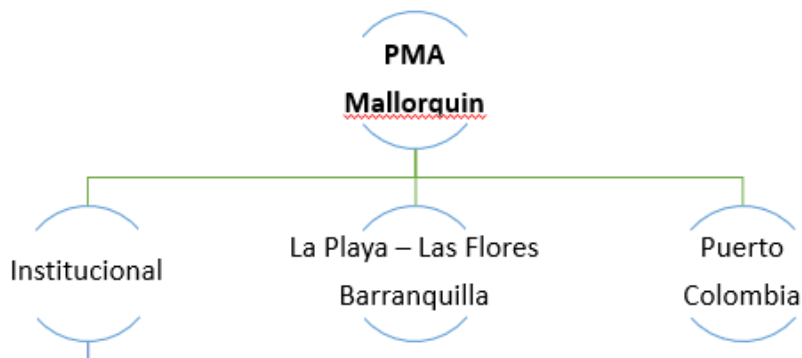 PMA
Mallorquin
Institucional
La Playa – Las Flores
Barranquilla
Puerto
Colombia